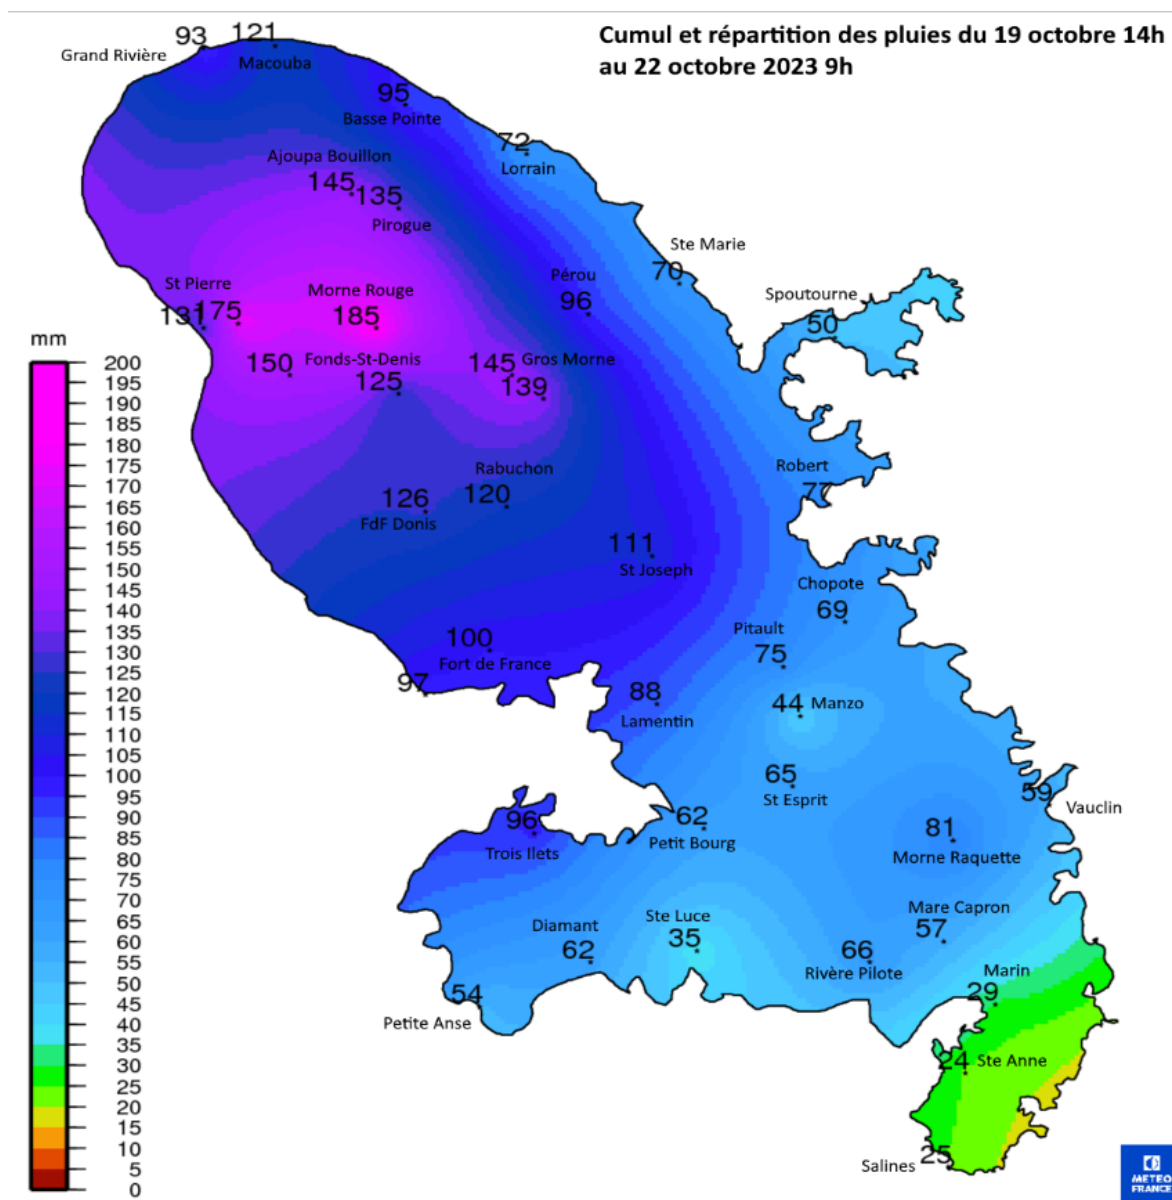 Cumul et répartition des pluies du 19 octobre 14h
au 22 octobre 2023 9h
93
121
Grand Rivière
Macouba
95
Basse Pointe
72
Lorrain
Ajoupa Bouillon
145
135
Pirogue
Ste Marie
70
Pérou
96
Spoutourne
50
St Pierre
131
175
Morne Rouge
185
150
Fonds-St-Denis
125
145
Gros Morne
139
Rabuchon
120
126
FdF Donis
Robert
77
111
St Joseph
Chopote
69
Pitault
75
100
Fort de France
97
88
Lamentin
44
Manzo
65
St Esprit
59
Vauclin
96
Trois Ilets
62
Petit Bourg
81
Morne Raquette
Mare Capron
57
Diamant
62
Ste Luce
35
66
Rivère Pilote
Marin
29
54
Petite Anse
24
Ste Anne
25
Salines
mm
200
195
190
185
180
175
170
165
160
155
150
145
140
135
130
125
120
115
110
105
100
95
90
85
80
75
70
65
60
55
50
45
40
35
30
25
20
15
10
5
0
METEO
FRANCE